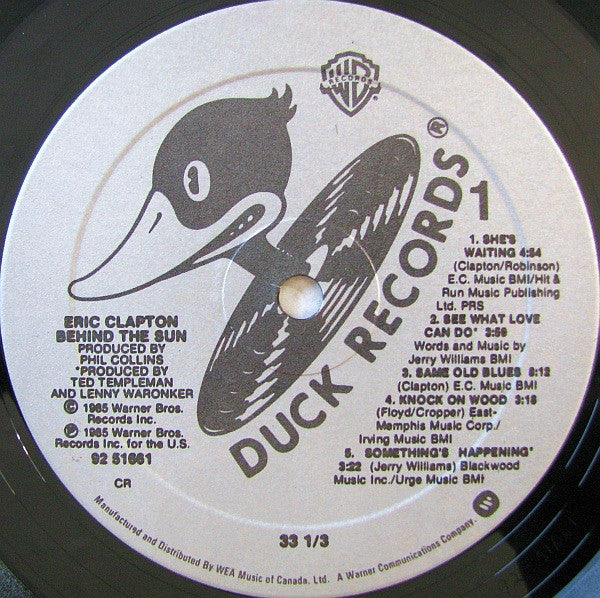 WB
RECORDS
®
DUCK RECORDS®
1
1. SHE'S
WAITING 4:54
(Clapton/Robinson)
E.C. Music BMI/Hit &
Run Music Publishing
Ltd. PRS
2. SEE WHAT LOVE
CAN DO* 3:56
Words and Music by
Jerry Williams BMI
3. SAME OLD BLUES 8:12
(Clapton) E.C. Music BMI
4. KNOCK ON WOOD 3:18
(Floyd/Cropper) East-
Memphis Music Corp./
Irving Music BMI
5. SOMETHING'S HAPPENING*
3:22 (Jerry Williams) Blackwood
Music Inc./Urge Music BMI
ERIC CLAPTON
BEHIND THE SUN
PRODUCED BY
PHIL COLLINS
*PRODUCED BY
TED TEMPLEMAN
AND LENNY WARONKER
© 1985 Warner Bros.
Records Inc.
℗ 1985 Warner Bros.
Records Inc. for the U.S.
92 51661
CR
33 1/3
Manufactured and Distributed By WEA Music of Canada, Ltd. A Warner Communications Company.